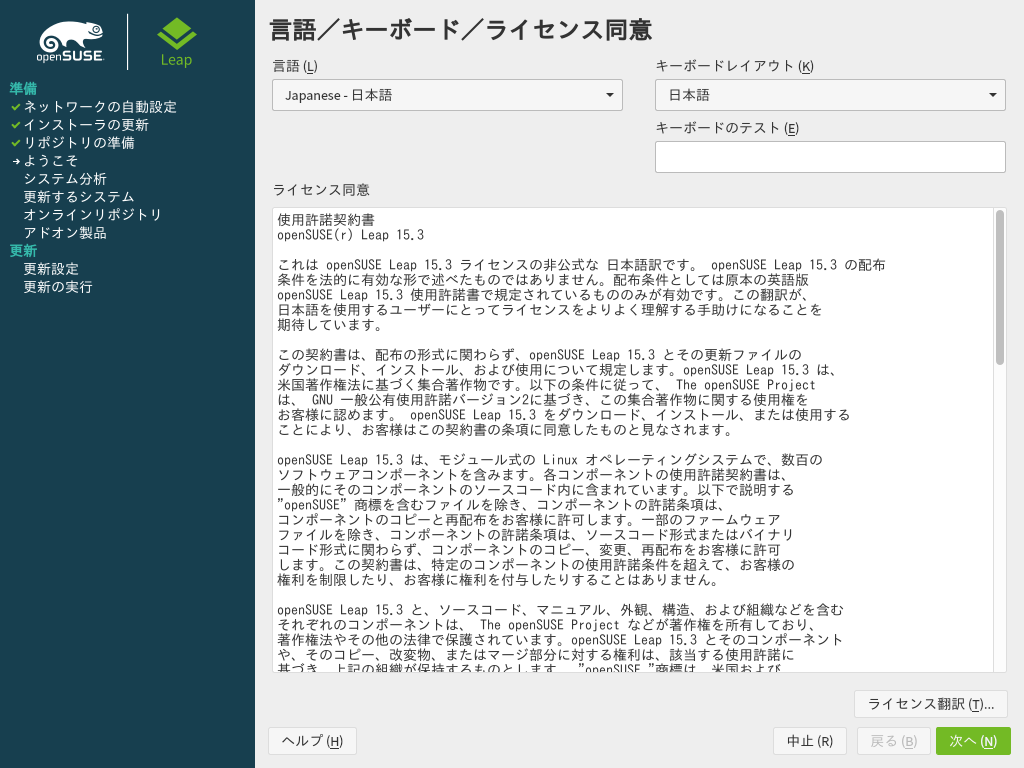 openSUSE
Leap
準備
ネットワークの自動設定
インストーラの更新
リポジトリの準備
ようこそ
システム分析
更新するシステム
オンラインリポジトリ
アドオン製品
更新
更新設定
更新の実行
言語／キーボード／ライセンス同意
言語 (L)
Japanese - 日本語
キーボードレイアウト (K)
日本語
キーボードのテスト (E)
ライセンス同意
使用許諾契約書
openSUSE(r) Leap 15.3
これは openSUSE Leap 15.3 ライセンスの非公式な 日本語訳です。 openSUSE Leap 15.3 の配布
条件を法的に有効な形で述べたものではありません。配布条件としては原本の英語版
openSUSE Leap 15.3 使用許諾書で規定されているもののみが有効です。この翻訳が、
日本語を使用するユーザーにとってライセンスをよりよく理解する手助けになることを
期待しています。
この契約書は、配布の形式に関わらず、openSUSE Leap 15.3 とその更新ファイルの
ダウンロード、インストール、および使用について規定します。openSUSE Leap 15.3 は、
米国著作権法に基づく集合著作物です。以下の条件に従って、 The openSUSE Project
は、 GNU 一般公有使用許諾バージョン2に基づき、この集合著作物に関する使用権を
お客様に認めます。 openSUSE Leap 15.3 をダウンロード、インストール、または使用する
ことにより、お客様はこの契約書の条項に同意したものと見なされます。
openSUSE Leap 15.3 は、モジュール式の Linux オペレーティングシステムで、数百の
ソフトウェアコンポーネントを含みます。各コンポーネントの使用許諾契約書は、
一般的にそのコンポーネントのソースコード内に含まれています。以下で説明する
”openSUSE” 商標を含むファイルを除き、コンポーネントの許諾条項は、
コンポーネントのコピーと再配布をお客様に許可します。一部のファームウェア
ファイルを除き、コンポーネントの許諾条項は、ソースコード形式またはバイナリ
コード形式に関わらず、コンポーネントのコピー、変更、再配布をお客様に許可
します。この契約書は、特定のコンポーネントの使用許諾条件を超えて、お客様の
権利を制限したり、お客様に権利を付与したりすることはありません。
openSUSE Leap 15.3 と、ソースコード、マニュアル、外観、構造、および組織などを含む
それぞれのコンポーネントは、 The openSUSE Project などが著作権を所有しており、
著作権法やその他の法律で保護されています。openSUSE Leap 15.3 とそのコンポーネント
や、そのコピー、改変物、またはマージ部分に対する権利は、該当する使用許諾に
基づき、上記の組織が保持するものとします。 ”openSUSE ”商標は、米国および
ライセンス翻訳 (T)...
ヘルプ (H)
中止 (R)
戻る (B)
次へ (N)